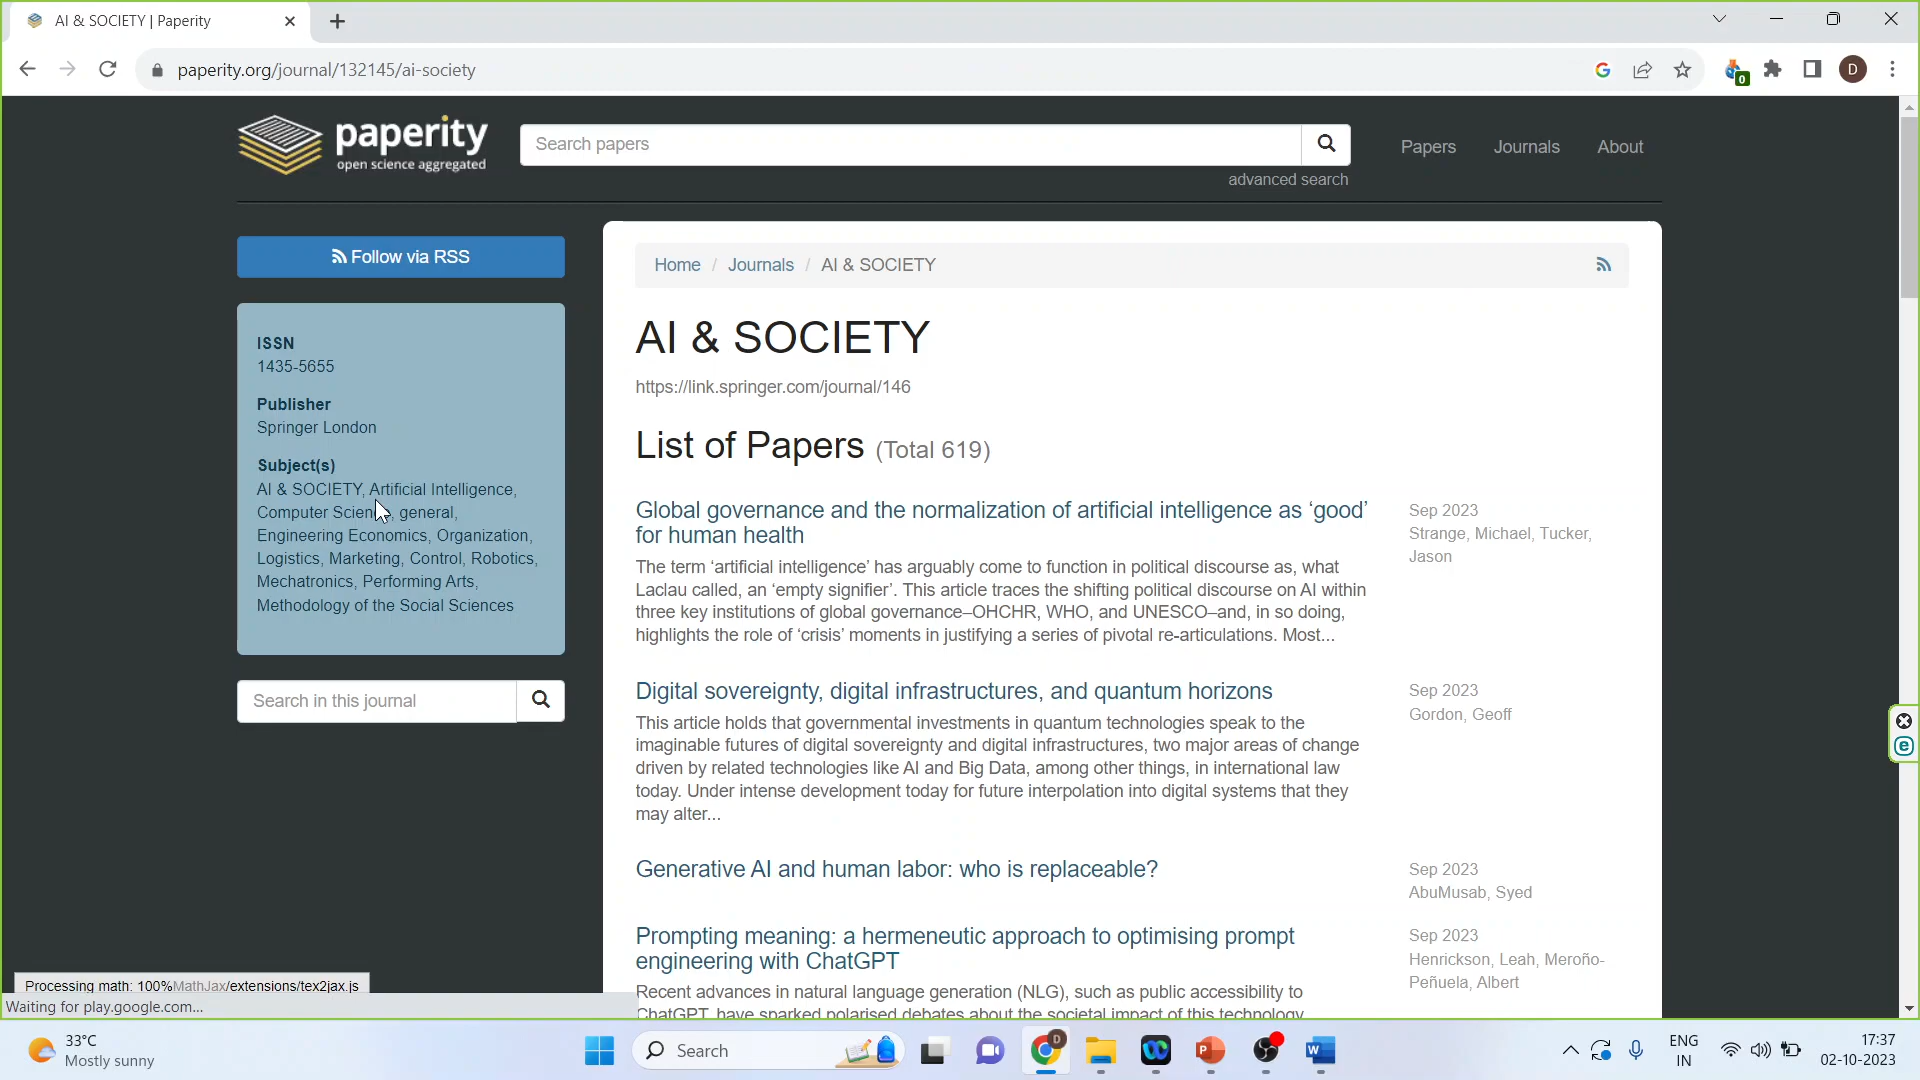 AI & SOCIETY | Paperity
paperity.org/journal/132145/ai-society
0
D
paperity
open science aggregated
Search papers
Papers
Journals
About
advanced search
Follow via RSS
ISSN
1435-5655
Publisher
Springer London
Subject(s)
AI & SOCIETY, Artificial Intelligence,
Computer Scien , general,
Engineering Economics, Organization,
Logistics, Marketing, Control, Robotics,
Mechatronics, Performing Arts,
Methodology of the Social Sciences
Search in this journal
Home / Journals / AI & SOCIETY
AI & SOCIETY
https://link.springer.com/journal/146
List of Papers (Total 619)
Global governance and the normalization of artificial intelligence as ‘good’
for human health
The term ‘artificial intelligence’ has arguably come to function in political discourse as, what
Laclau called, an ‘empty signifier’. This article traces the shifting political discourse on AI within
three key institutions of global governance–OHCHR, WHO, and UNESCO–and, in so doing,
highlights the role of ‘crisis’ moments in justifying a series of pivotal re-articulations. Most...
Sep 2023
Strange, Michael, Tucker,
Jason
Digital sovereignty, digital infrastructures, and quantum horizons
This article holds that governmental investments in quantum technologies speak to the
imaginable futures of digital sovereignty and digital infrastructures, two major areas of change
driven by related technologies like AI and Big Data, among other things, in international law
today. Under intense development today for future interpolation into digital systems that they
may alter...
Sep 2023
Gordon, Geoff
Generative AI and human labor: who is replaceable?
Sep 2023
AbuMusab, Syed
Prompting meaning: a hermeneutic approach to optimising prompt
engineering with ChatGPT
Recent advances in natural language generation (NLG), such as public accessibility to
ChatGPT, have sparked polarised debates about the societal impact of this technology.
Sep 2023
Henrickson, Leah, Meroño-
Peñuela, Albert
Processing math: 100%MathJax/extensions/tex2jax.js
Waiting for play.google.com...
33°C
Mostly sunny
Search
D
ENG
IN
17:37
02-10-2023